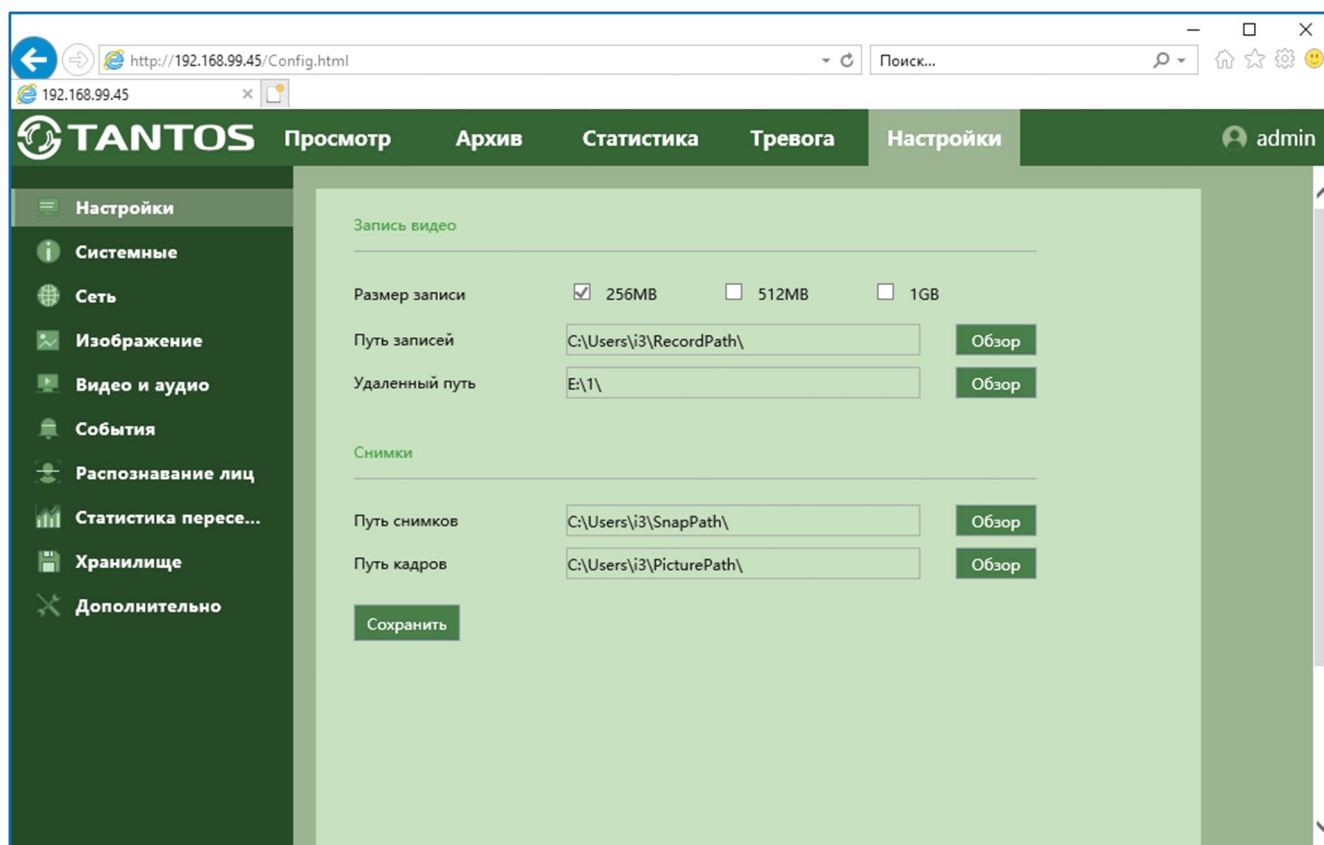 http://192.168.99.45/Config.html
Поиск...
192.168.99.45
TANTOS Просмотр Архив Статистика Тревога Настройки admin
Настройки
Системные
Сеть
Изображение
Видео и аудио
События
Распознавание лиц
Статистика пересе...
Хранилище
Дополнительно
Запись видео
Размер записи 256MB 512MB 1GB
Путь записей C:\Users\i3\RecordPath\ Обзор
Удаленный путь E:\1\ Обзор
Снимки
Путь снимков C:\Users\i3\SnapPath\ Обзор
Путь кадров C:\Users\i3\PicturePath\ Обзор
Сохранить